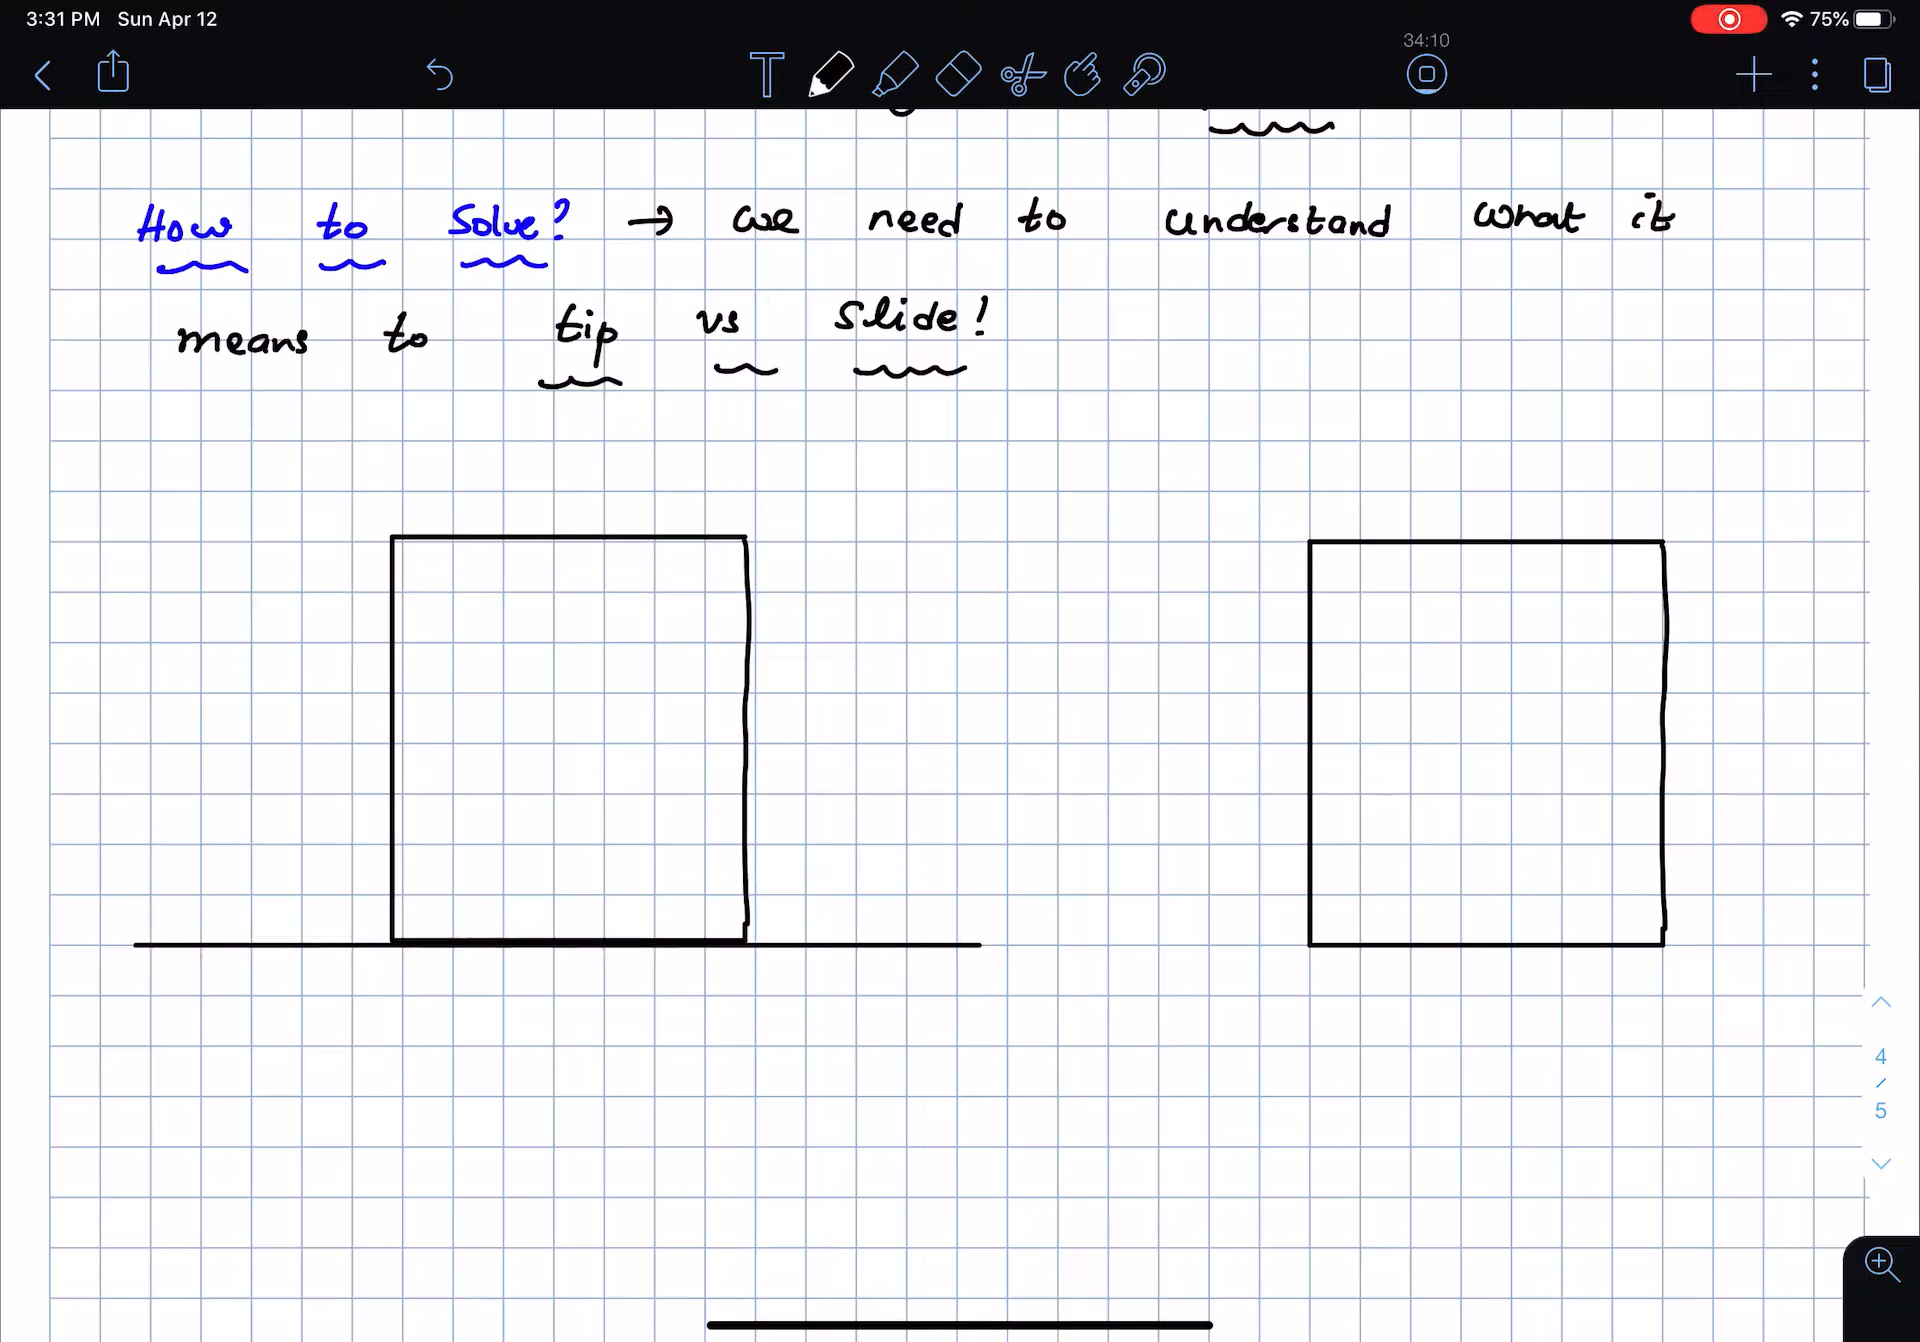 3:31 PM Sun Apr 12
75%
34:10
T
How to Solve? → we need to understand what it
means to tip vs Slide!
4
/
5